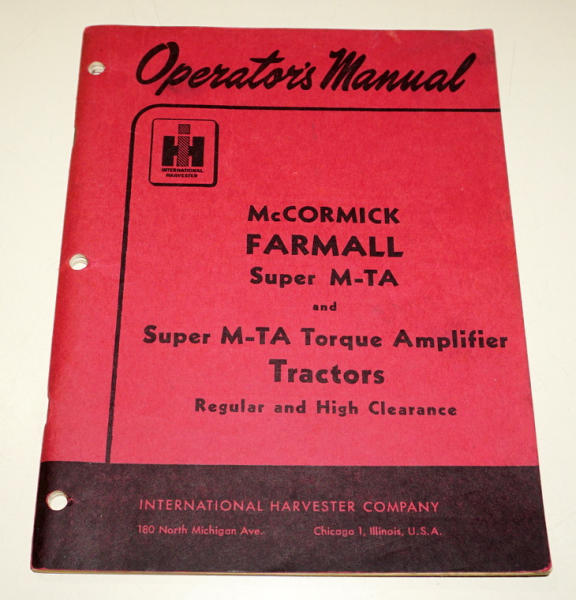 Operator's Manual
IH
INTERNATIONAL
HARVESTER
McCORMICK
FARMALL
Super M-TA
and
Super M-TA Torque Amplifier
Tractors
Regular and High Clearance
INTERNATIONAL HARVESTER COMPANY
180 North Michigan Ave. Chicago 1, Illinois, U.S.A.